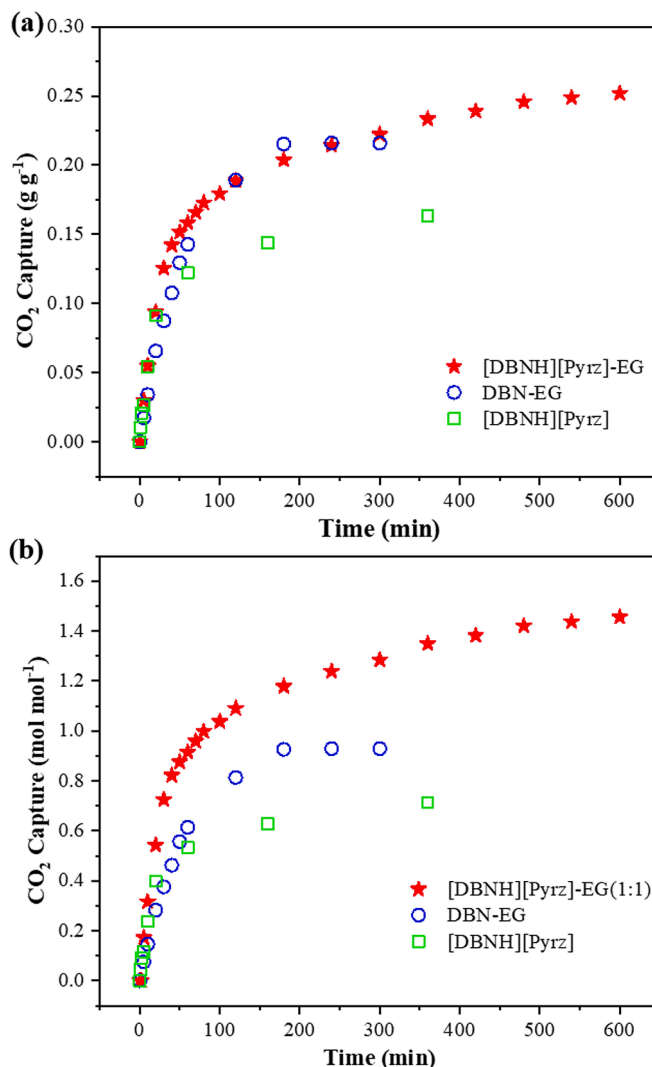 (a)
0.30
0.25
0.20
0.15
0.10
0.05
0.00
CO₂ Capture (g g⁻¹)
[DBNH][Pyrz]-EG
DBN-EG
[DBNH][Pyrz]
0 100 200 300 400 500 600
Time (min)
(b)
1.6
1.4
1.2
1.0
0.8
0.6
0.4
0.2
0.0
CO₂ Capture (mol mol⁻¹)
[DBNH][Pyrz]-EG(1:1)
DBN-EG
[DBNH][Pyrz]
0 100 200 300 400 500 600
Time (min)